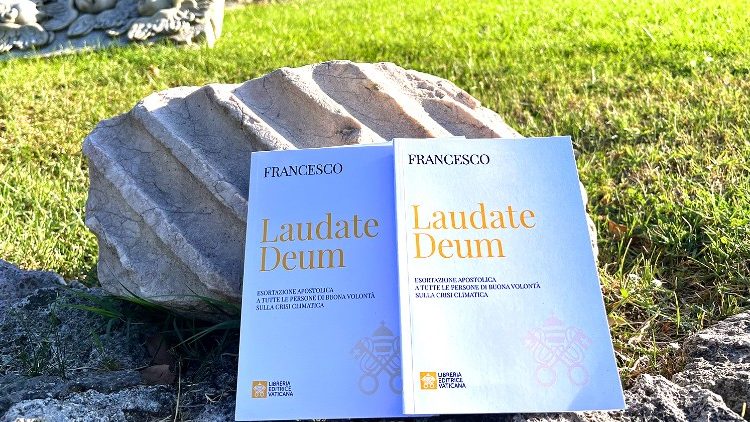 FRANCESCO
Laudate
Deum
ESORTAZIONE APOSTOLICA
A TUTTE LE PERSONE DI BUONA VOLONTÀ
SULLA CRISI CLIMATICA
LIBRERIA
EDITRICE
VATICANA
FRANCESCO
Laudate
Deum
ESORTAZIONE APOSTOLICA
A TUTTE LE PERSONE DI BUONA VOLONTÀ
SULLA CRISI CLIMATICA
LIBRERIA
EDITRICE
VATICANA